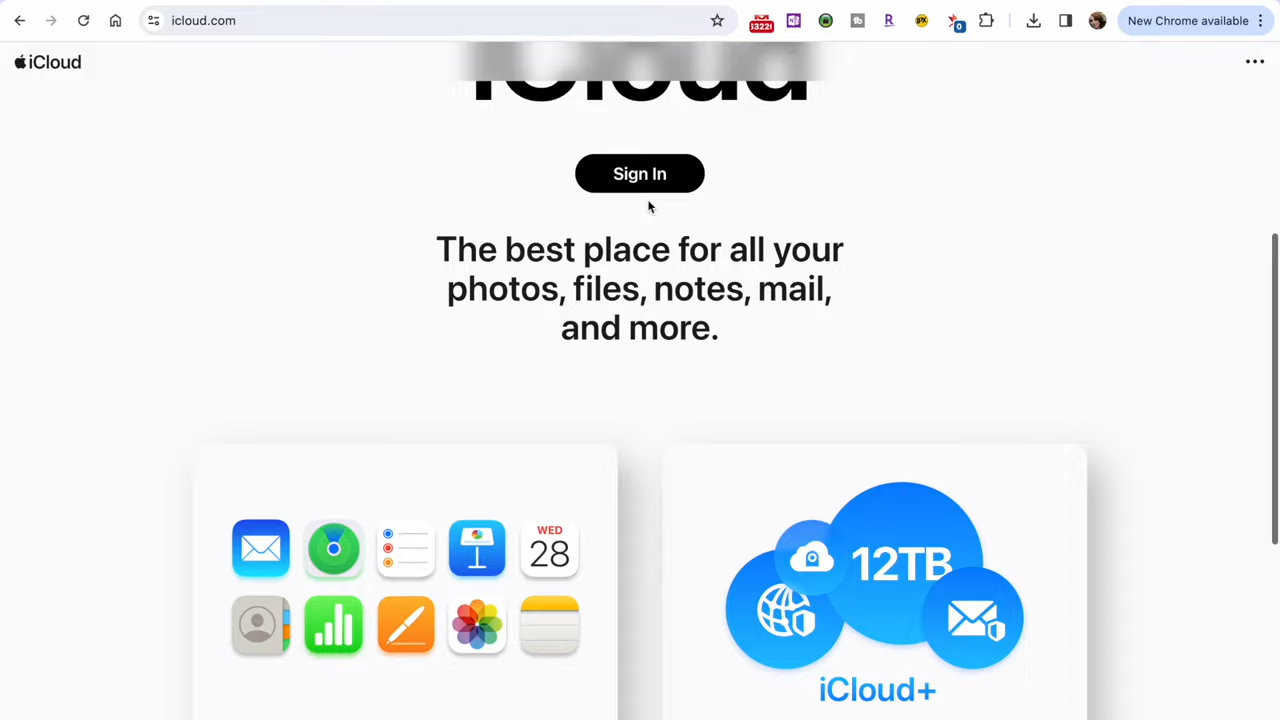 icloud.com
New Chrome available
iCloud
iCloud
Sign In
The best place for all your
photos, files, notes, mail,
and more.
WED
28
12TB
iCloud+